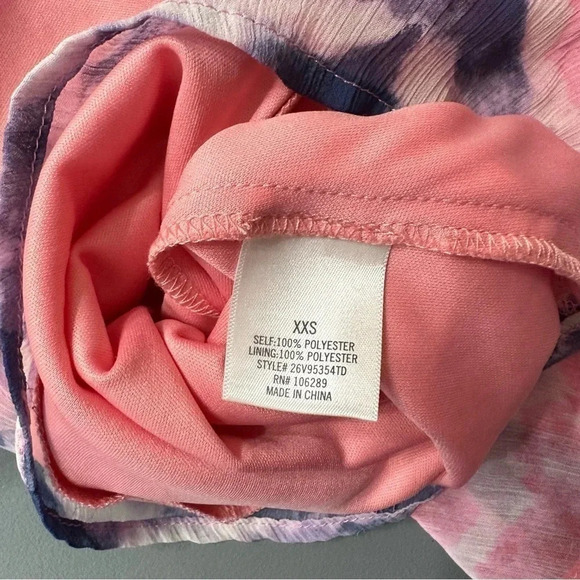 XXS
SELF:100% POLYESTER
LINING:100% POLYESTER
STYLE# 26V95354TD
RN# 106289
MADE IN CHINA